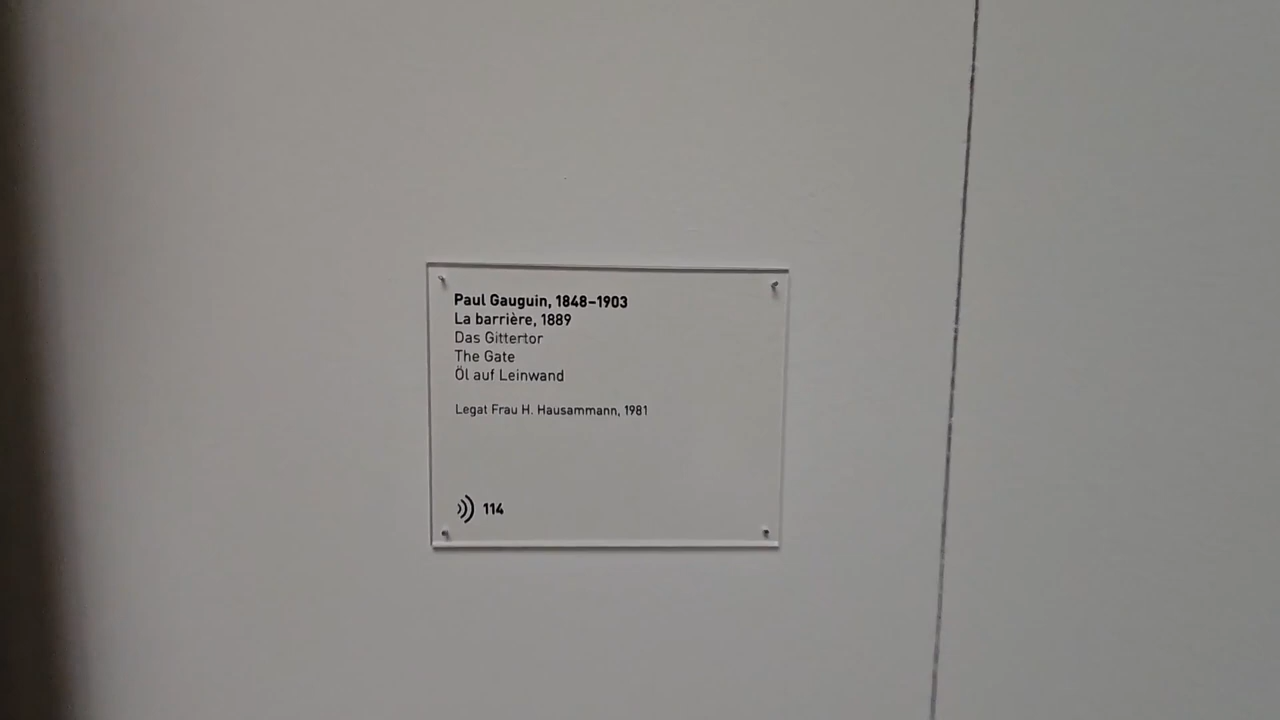 Paul Gauguin, 1848–1903
La barrière, 1889
Das Gittertor
The Gate
Öl auf Leinwand
Legat Frau H. Hausammann, 1981
114